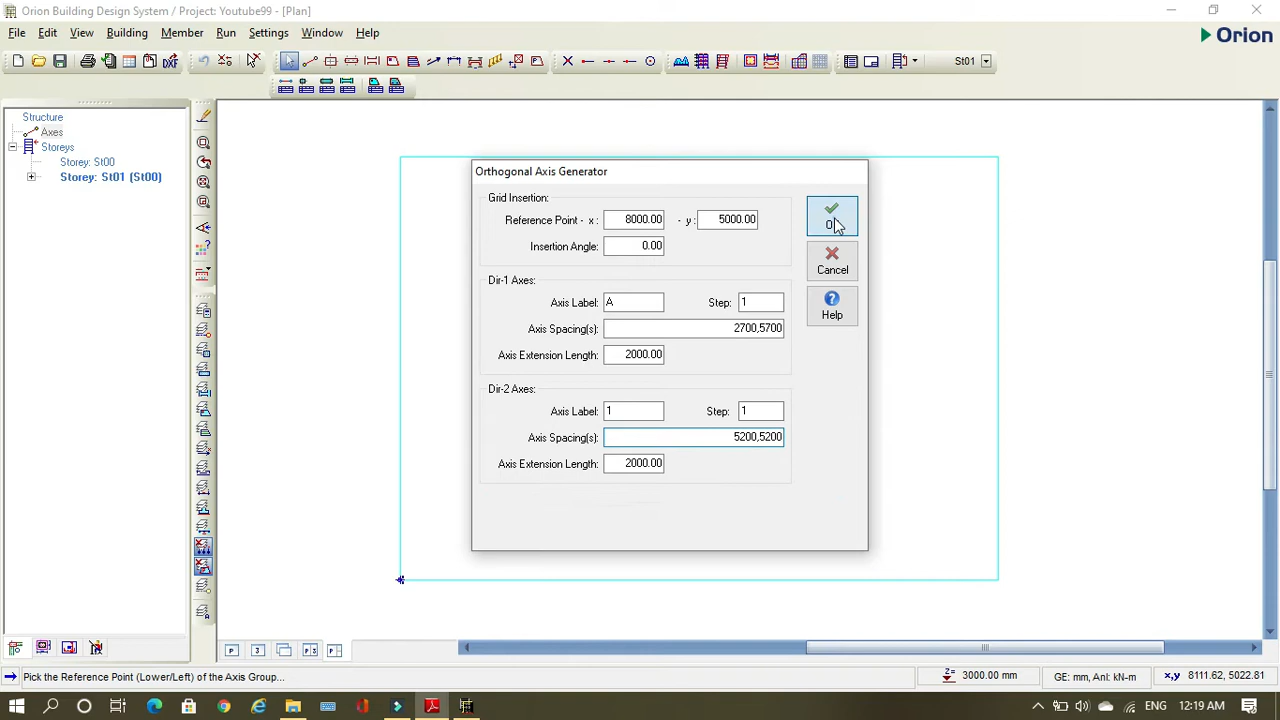 Orion Building Design System / Project: Youtube99 - [Plan]
File Edit View Building Member Run Settings Window Help
Orion
DXF St01
Structure
Axes
Storeys
Storey: St00
Storey: St01 (St00)
Orthogonal Axis Generator
Grid Insertion:
Reference Point - x : 8000.00 - y : 5000.00
Insertion Angle: 0.00
Dir-1 Axes:
Axis Label: A Step: 1
Axis Spacing(s): 2700,5700
Axis Extension Length: 2000.00
Dir-2 Axes:
Axis Label: 1 Step: 1
Axis Spacing(s): 5200,5200
Axis Extension Length: 2000.00
Cancel
Help
Pick the Reference Point (Lower/Left) of the Axis Group...
Z= 3000.00 mm GE: mm, Anl: kN-m x,y 8111.62, 5022.81
ENG 12:19 AM